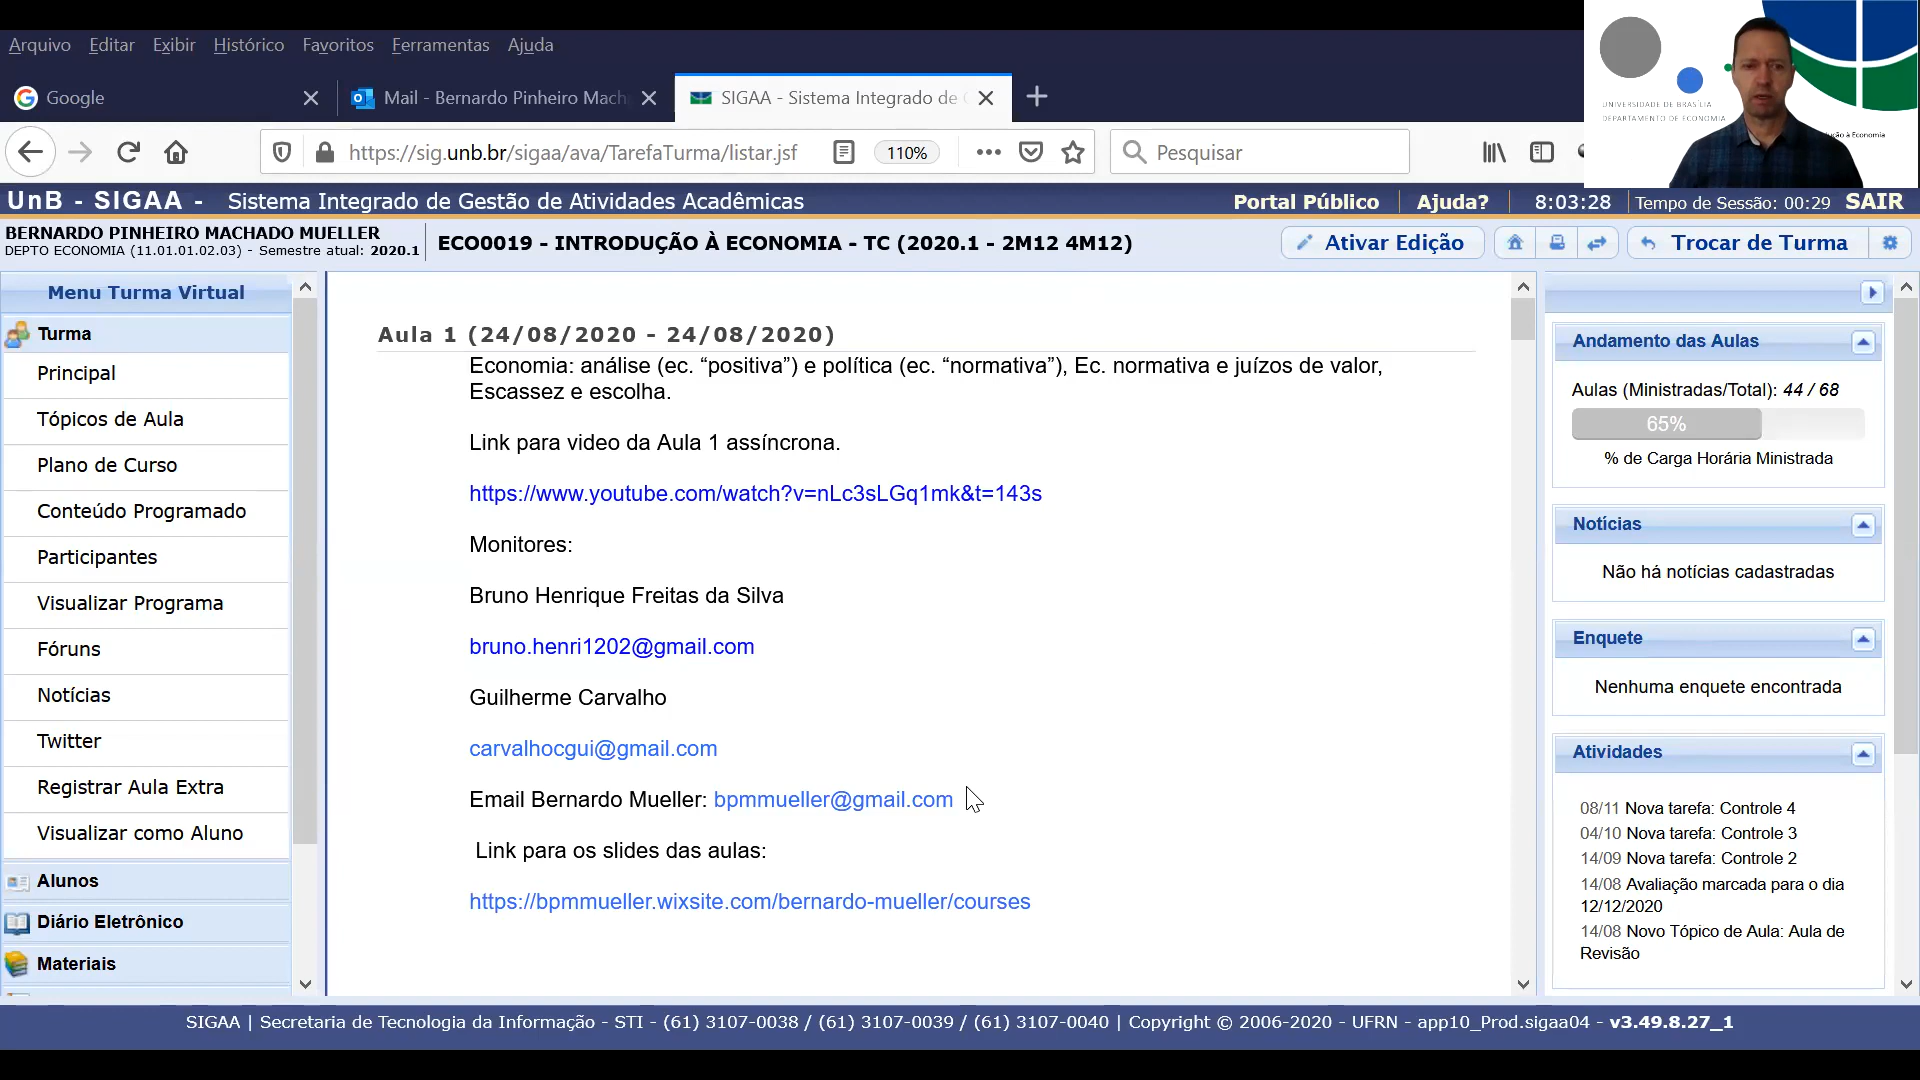 Arquivo Editar Exibir Histórico Favoritos Ferramentas Ajuda
Google
Mail - Bernardo Pinheiro Mach
SIGAA - Sistema Integrado de
https://sig.unb.br/sigaa/ava/TarefaTurma/listar.jsf
110%
Pesquisar
UNIVERSIDADE DE BRASÍLIA
DEPARTAMENTO DE ECONOMIA
à Economia
UnB - SIGAA - Sistema Integrado de Gestão de Atividades Acadêmicas
Portal Público Ajuda? 8:03:28 Tempo de Sessão: 00:29 SAIR
BERNARDO PINHEIRO MACHADO MUELLER
DEPTO ECONOMIA (11.01.01.02.03) - Semestre atual: 2020.1
ECO0019 - INTRODUÇÃO À ECONOMIA - TC (2020.1 - 2M12 4M12)
Ativar Edição
Trocar de Turma
Menu Turma Virtual
Turma
Principal
Tópicos de Aula
Plano de Curso
Conteúdo Programado
Participantes
Visualizar Programa
Fóruns
Notícias
Twitter
Registrar Aula Extra
Visualizar como Aluno
Alunos
Diário Eletrônico
Materiais
Aula 1 (24/08/2020 - 24/08/2020)
Economia: análise (ec. “positiva”) e política (ec. “normativa”), Ec. normativa e juízos de valor,
Escassez e escolha.
Link para video da Aula 1 assíncrona.
https://www.youtube.com/watch?v=nLc3sLGq1mk&t=143s
Monitores:
Bruno Henrique Freitas da Silva
bruno.henri1202@gmail.com
Guilherme Carvalho
carvalhocgui@gmail.com
Email Bernardo Mueller: bpmmueller@gmail.com
Link para os slides das aulas:
https://bpmmueller.wixsite.com/bernardo-mueller/courses
Andamento das Aulas
Aulas (Ministradas/Total): 44 / 68
65%
% de Carga Horária Ministrada
Notícias
Não há notícias cadastradas
Enquete
Nenhuma enquete encontrada
Atividades
08/11 Nova tarefa: Controle 4
04/10 Nova tarefa: Controle 3
14/09 Nova tarefa: Controle 2
14/08 Avaliação marcada para o dia
12/12/2020
14/08 Novo Tópico de Aula: Aula de
Revisão
SIGAA | Secretaria de Tecnologia da Informação - STI - (61) 3107-0038 / (61) 3107-0039 / (61) 3107-0040 | Copyright © 2006-2020 - UFRN - app10_Prod.sigaa04 - v3.49.8.27_1